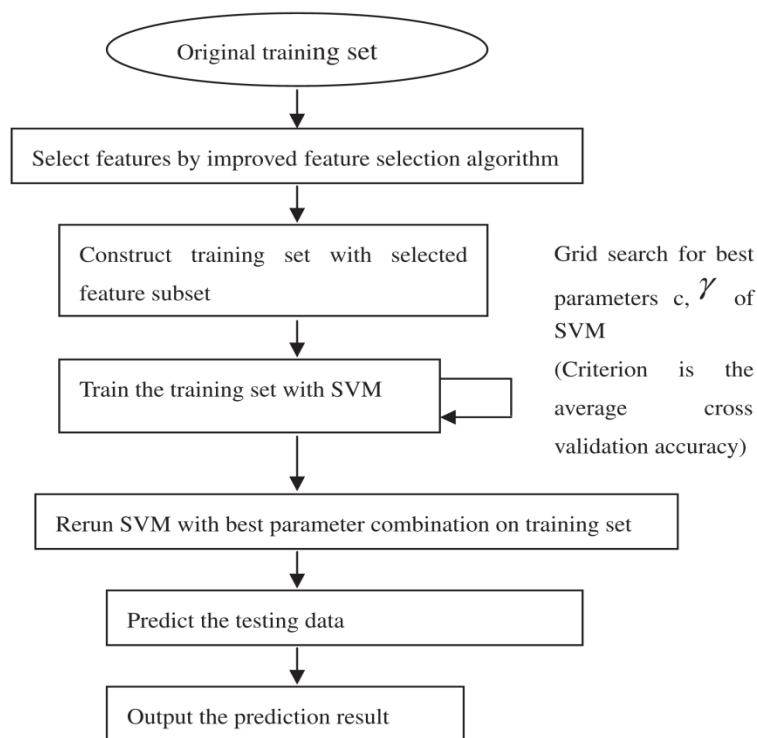 Original training set
Select features by improved feature selection algorithm
Construct training set with selected
feature subset
Grid search for best
parameters c, γ of
SVM
(Criterion is the
average cross
validation accuracy)
Train the training set with SVM
Rerun SVM with best parameter combination on training set
Predict the testing data
Output the prediction result